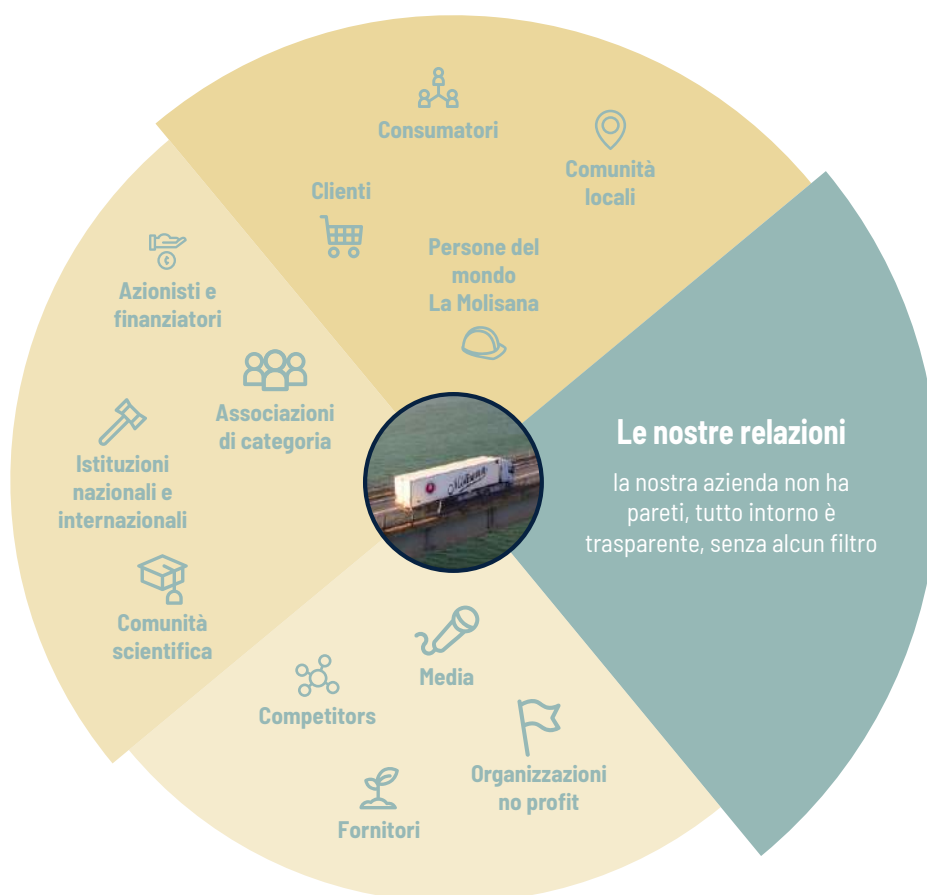 Consumatori
Comunità
locali
Clienti
Persone del
mondo
La Molisana
Azionisti e
finanziatori
Associazioni
di categoria
Istituzioni
nazionali e
internazionali
Comunità
scientifica
Le nostre relazioni
la nostra azienda non ha
pareti, tutto intorno è
trasparente, senza alcun filtro
Media
Competitors
Organizzazioni
no profit
Fornitori